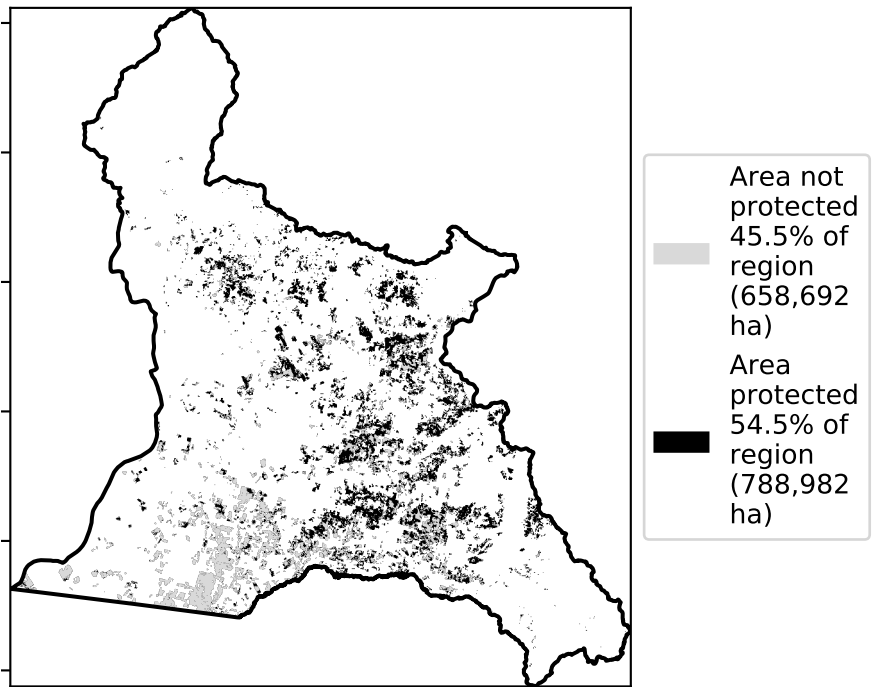 Area not
protected
45.5% of
region
(658,692
ha)
Area
protected
54.5% of
region
(788,982
ha)